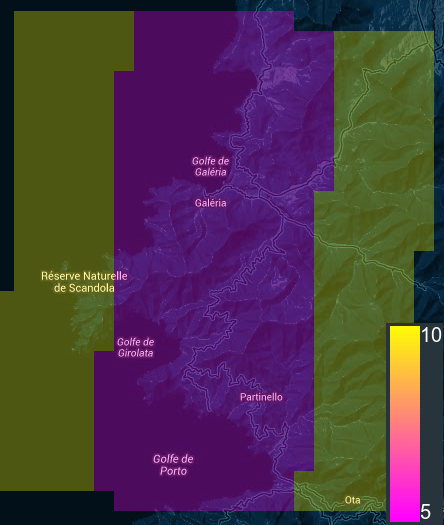 Golfe de
Galéria
Galéria
Réserve Naturelle
de Scandola
Golfe de
Girolata
10
Partinello
Golfe de
Porto
Ota
5